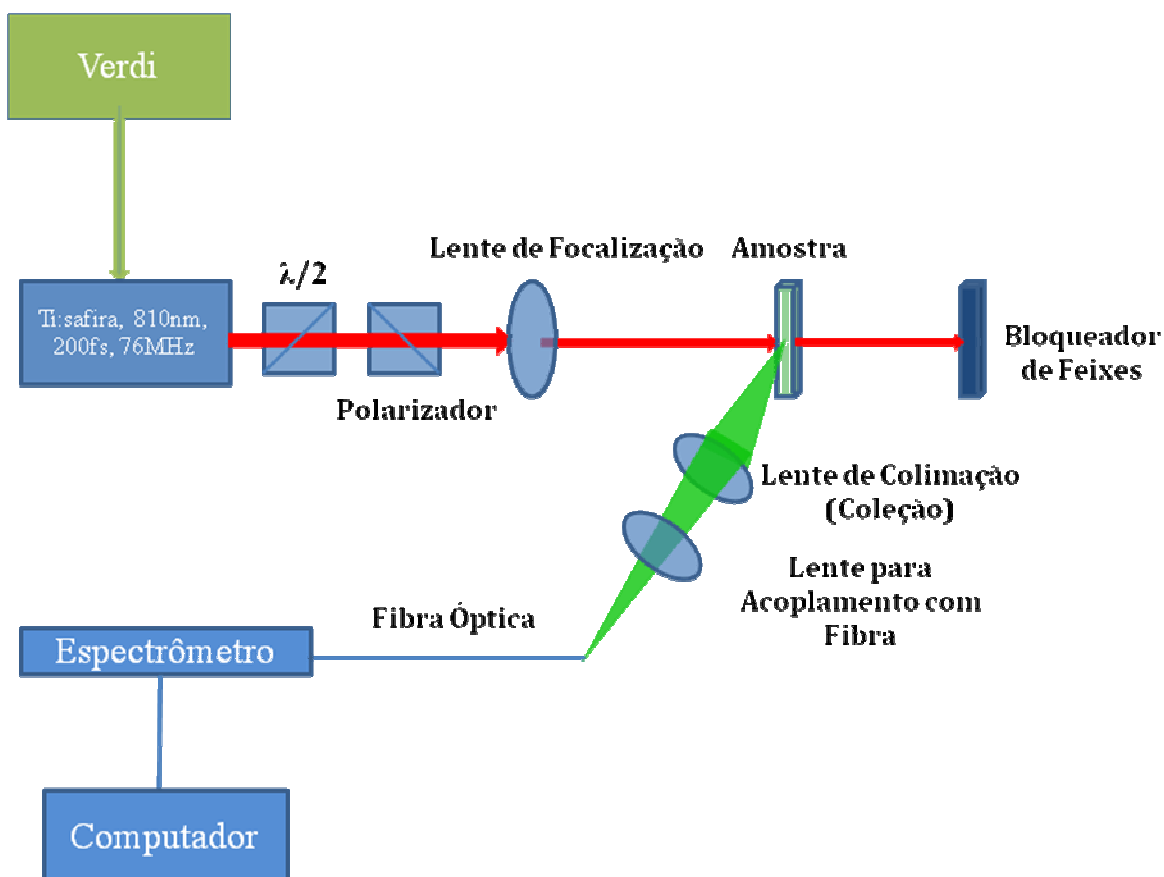 Verdi
Ti:safira, 810nm,
200fs, 76MHz
λ/2
Polarizador
Lente de Focalização
Amostra
Bloqueador
de Feixes
Lente de Colimação
(Coleção)
Lente para
Acoplamento com
Fibra
Fibra Óptica
Espectrômetro
Computador